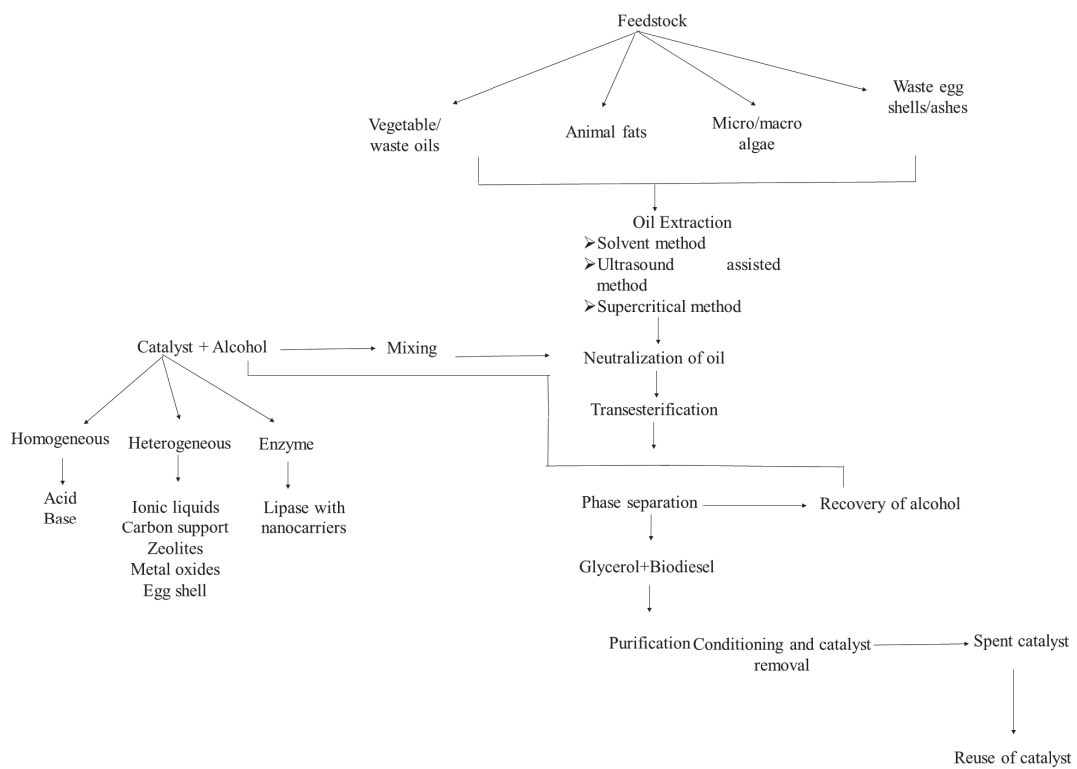 Feedstock
Vegetable/
waste oils
Animal fats
Micro/macro
algae
Waste egg
shells/ashes
Oil Extraction
➢Solvent method
➢Ultrasound assisted
method
➢Supercritical method
Catalyst + Alcohol
Mixing
Neutralization of oil
Transesterification
Homogeneous
Heterogeneous
Enzyme
Acid
Base
Ionic liquids
Carbon support
Zeolites
Metal oxides
Egg shell
Lipase with
nanocarriers
Phase separation
Recovery of alcohol
Glycerol+Biodiesel
Purification
Conditioning and catalyst
removal
Spent catalyst
Reuse of catalyst